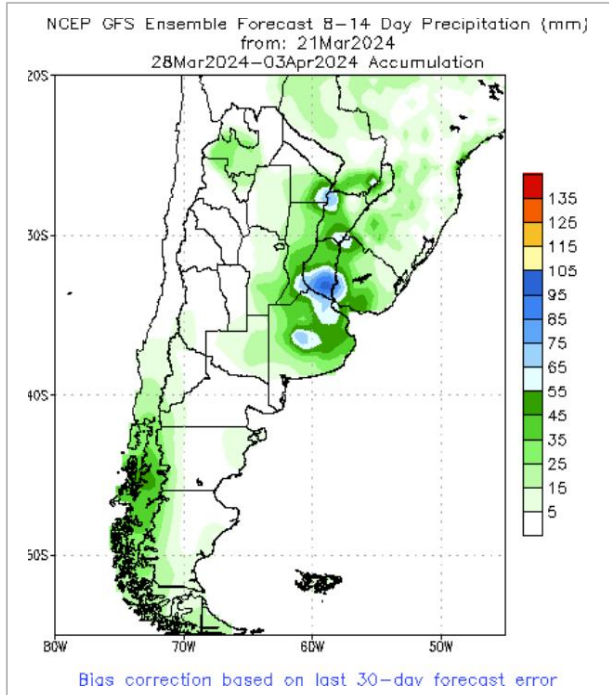 NCEP GFS Ensemble Forecast 8-14 Day Precipitation (mm)
from: 21Mar2024
28Mar2024-03Apr2024 Accumulation
20S
30S
40S
50S
80W
70W
60W
50W
135
125
115
105
95
85
75
65
55
45
35
25
15
5
Bias correction based on last 30-day forecast error